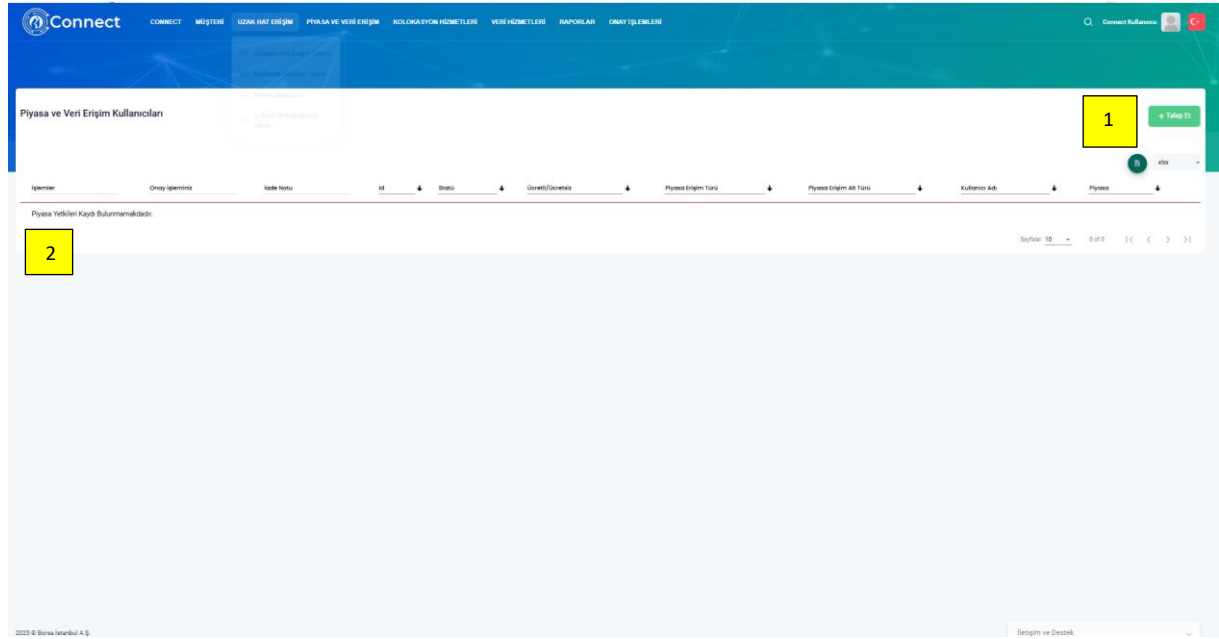 Connect
CONNECT MÜŞTERİ UZAK HAT ERİŞİM PİYASA VE VERİ ERİŞİM KOLOKASYON HİZMETLERİ VERİ HİZMETLERİ RAPORLAR ONAY İŞLEMLERİ
Connect Kullanıcısı
Piyasa ve Veri Erişim Kullanıcıları
1
+ Talep Et
xlsx
İşlemler Onay İşleminiz İade Notu Id Statü Ücretli/Ücretsiz Piyasa Erişim Türü Piyasa Erişim Alt Türü Kullanıcı Adı Piyasa
Piyasa Yetkileri Kaydı Bulunmamakdadır.
2
Sayfalar 10 0 of 0
2025 © Borsa İstanbul A.Ş.
İletişim ve Destek